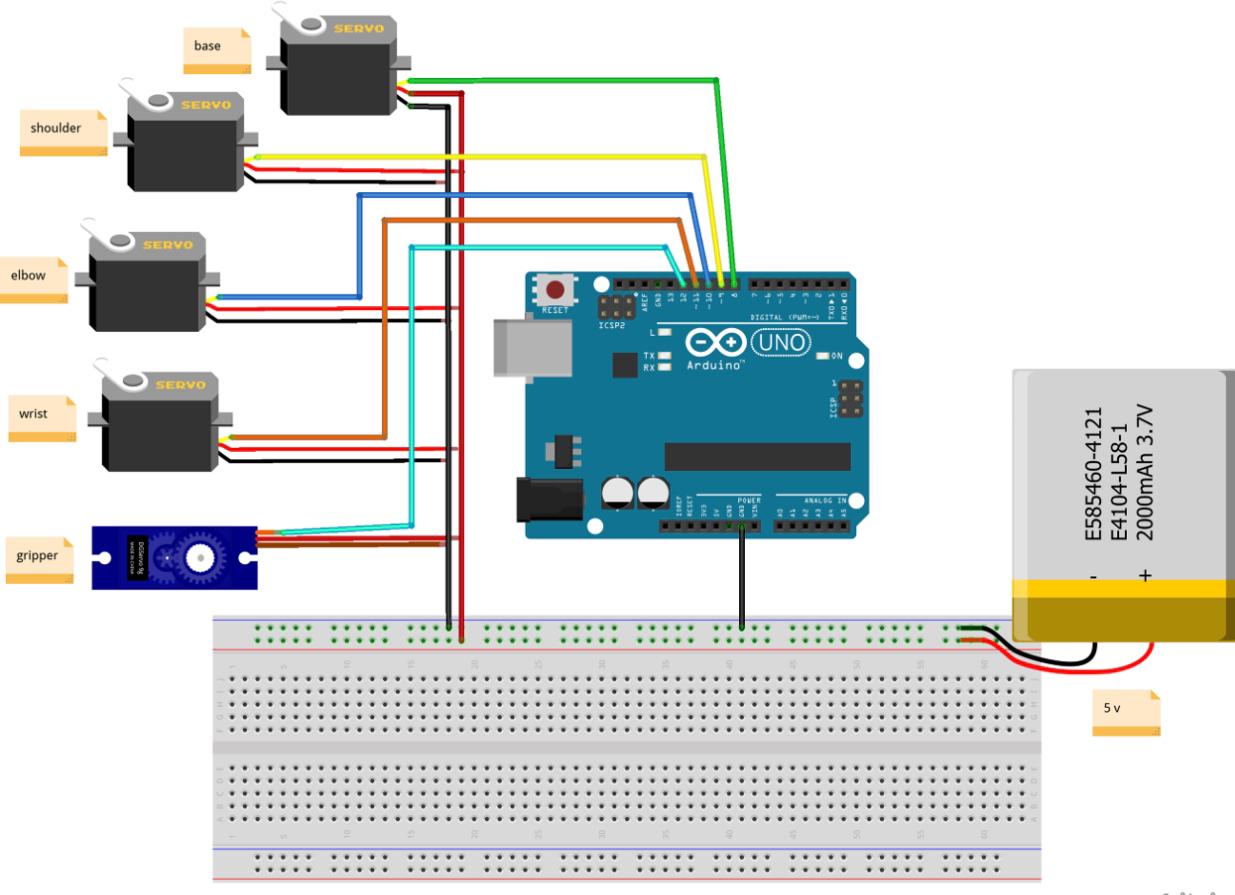 base
SERVO
shoulder
SERVO
elbow
SERVO
wrist
SERVO
gripper
RESET
ICSP2
AREF
GND
13
12
~11
~10
~9
8
7
~6
~5
4
~3
2
TX0▶1
RX0◀0
DIGITAL (PWM=~)
L
TX
RX
Arduino™
UNO
ON
ICSP
1
POWER
ANALOG IN
IOREF
RESET
3V3
5V
GND
GND
VIN
A0
A1
A2
A3
A4
A5
E585460-4121
E4104-L58-1
2000mAh 3.7V
- +
5 v
1 5 10 15 20 25 30 35 40 45 50 55 60
J
I
H
G
F
E
D
C
B
A
1 5 10 15 20 25 30 35 40 45 50 55 60